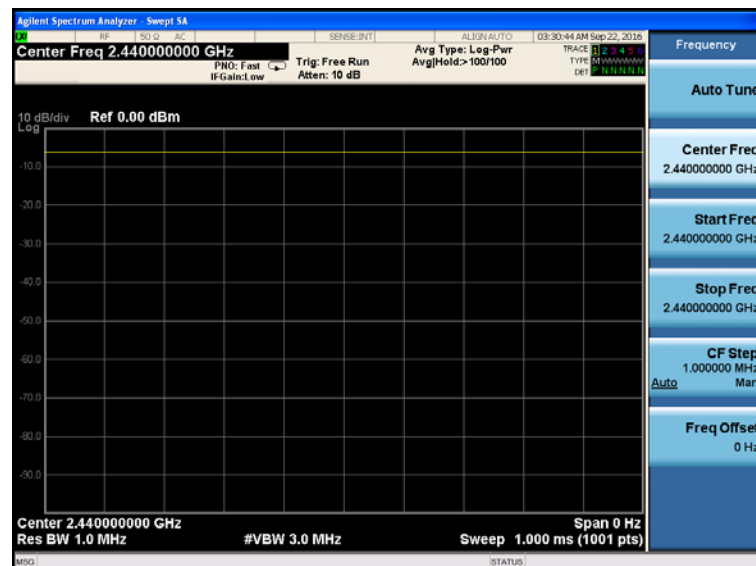 Agilent Spectrum Analyzer - Swept SA
RF 50 Ω AC SENSE:INT ALIGN AUTO 03:30:44 AM Sep 22, 2016
Center Freq 2.440000000 GHz
PNO: Fast
IFGain:Low
Trig: Free Run
Atten: 10 dB
Avg Type: Log-Pwr
Avg|Hold:>100/100
TRACE 1 2 3 4 5 6
TYPE M WWWWW
DET P N N N N N
10 dB/div Ref 0.00 dBm
Log
-10.0
-20.0
-30.0
-40.0
-50.0
-60.0
-70.0
-80.0
-90.0
Center 2.440000000 GHz Span 0 Hz
Res BW 1.0 MHz #VBW 3.0 MHz Sweep 1.000 ms (1001 pts)
MSG STATUS
Frequency
Auto Tune
Center Freq
2.440000000 GHz
Start Freq
2.440000000 GHz
Stop Freq
2.440000000 GHz
CF Step
1.000000 MHz
Auto Man
Freq Offset
0 Hz